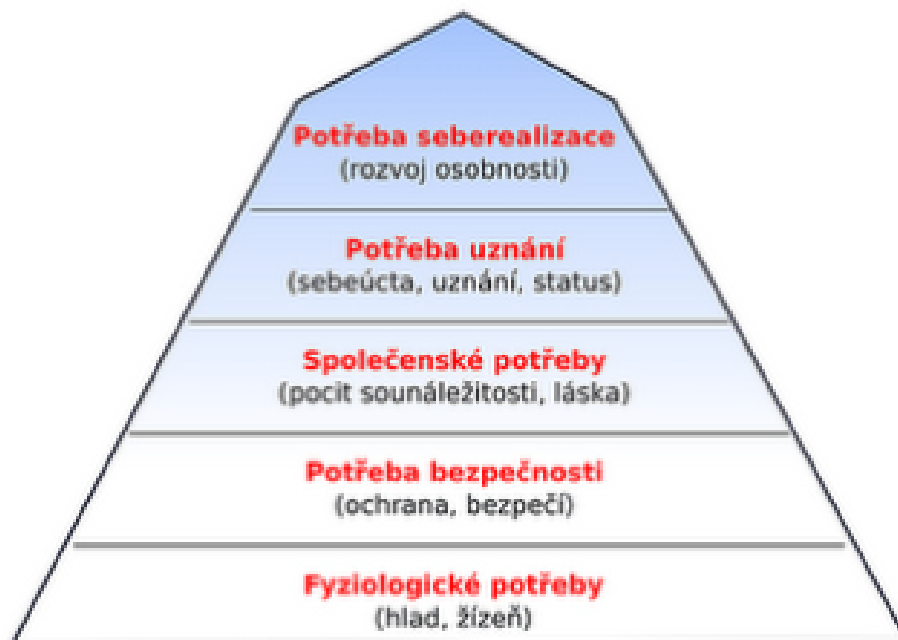 Potřeba seberealizace
(rozvoj osobnosti)
Potřeba uznání
(sebeúcta, uznání, status)
Společenské potřeby
(pocit sounáležitosti, láska)
Potřeba bezpečnosti
(ochrana, bezpečí)
Fyziologické potřeby
(hlad, žízeň)